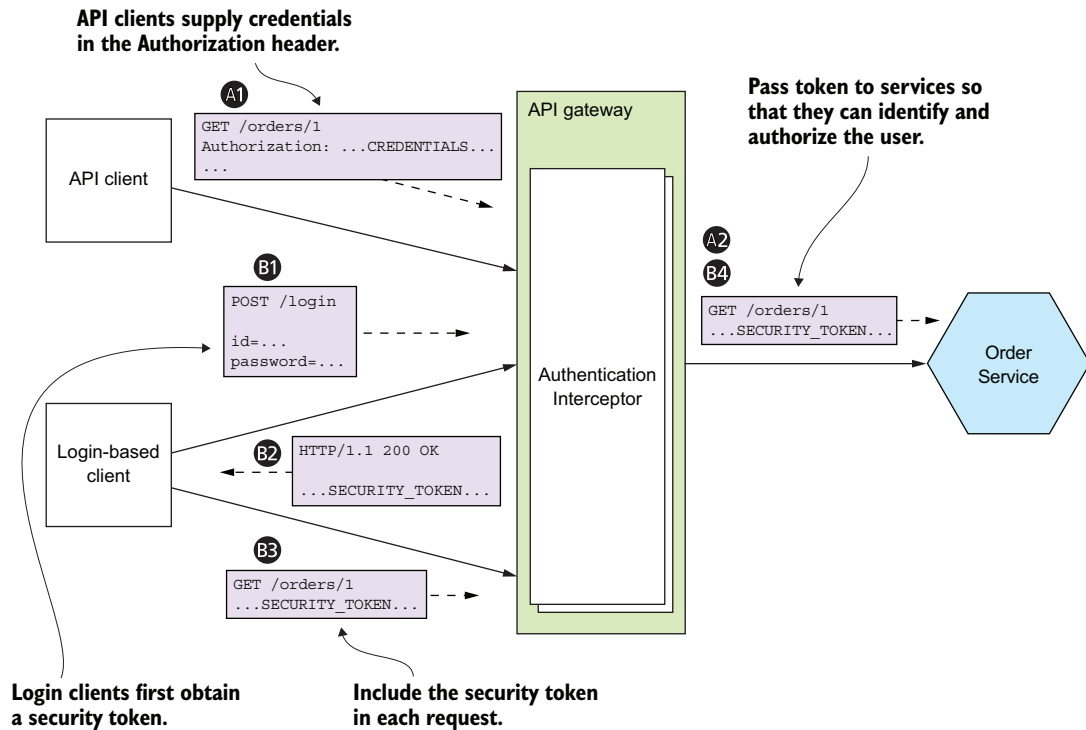 API clients supply credentials
in the Authorization header.
A1
GET /orders/1
Authorization: ...CREDENTIALS...
...
API client
API gateway
Pass token to services so
that they can identify and
authorize the user.
A2
B4
GET /orders/1
...SECURITY_TOKEN...
Order
Service
B1
POST /login
id=...
password=...
Authentication
Interceptor
Login-based
client
B2
HTTP/1.1 200 OK
...SECURITY_TOKEN...
B3
GET /orders/1
...SECURITY_TOKEN...
Login clients first obtain
a security token.
Include the security token
in each request.